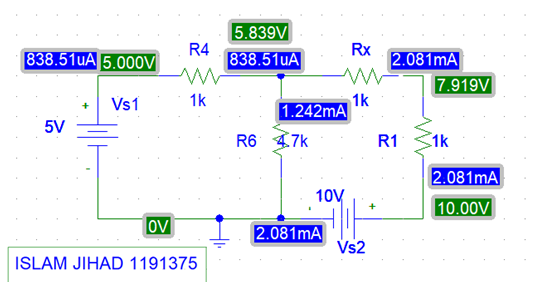 5.839V
R4
Rx
838.51uA
5.000V
838.51uA
2.081mA
7.919V
1k
1k
+
Vs1
1.242mA
5V
R6
4.7k
R1
1k
-
2.081mA
10V
-
+
10.00V
0V
2.081mA
Vs2
ISLAM JIHAD 1191375